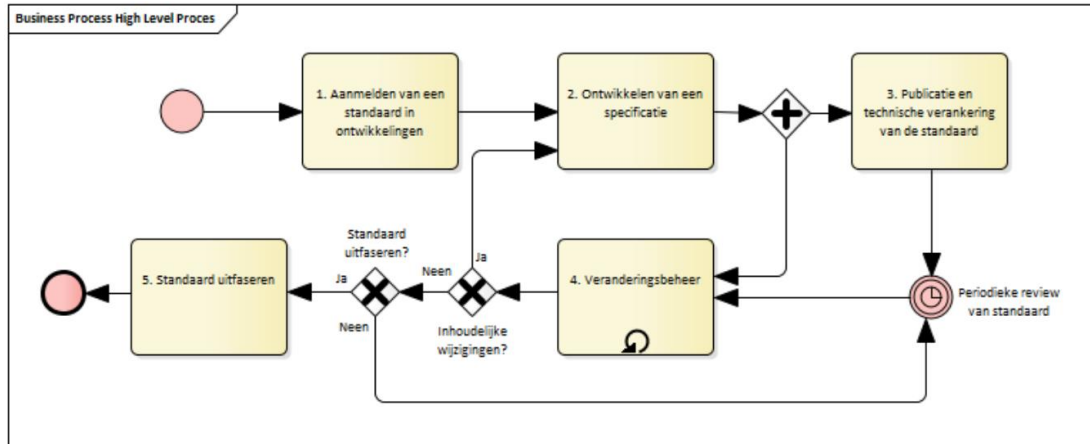 Business Process High Level Proces
1. Aanmelden van een
standaard in
ontwikkelingen
2. Ontwikkelen van een
specificatie
3. Publicatie en
technische verankering
van de standaard
Standaard
uitfaseren?
Ja
Neen
5. Standaard uitfaseren
Ja
Neen
Inhoudelijke
wijzigingen?
4. Veranderingsbeheer
Periodieke review
van standaard